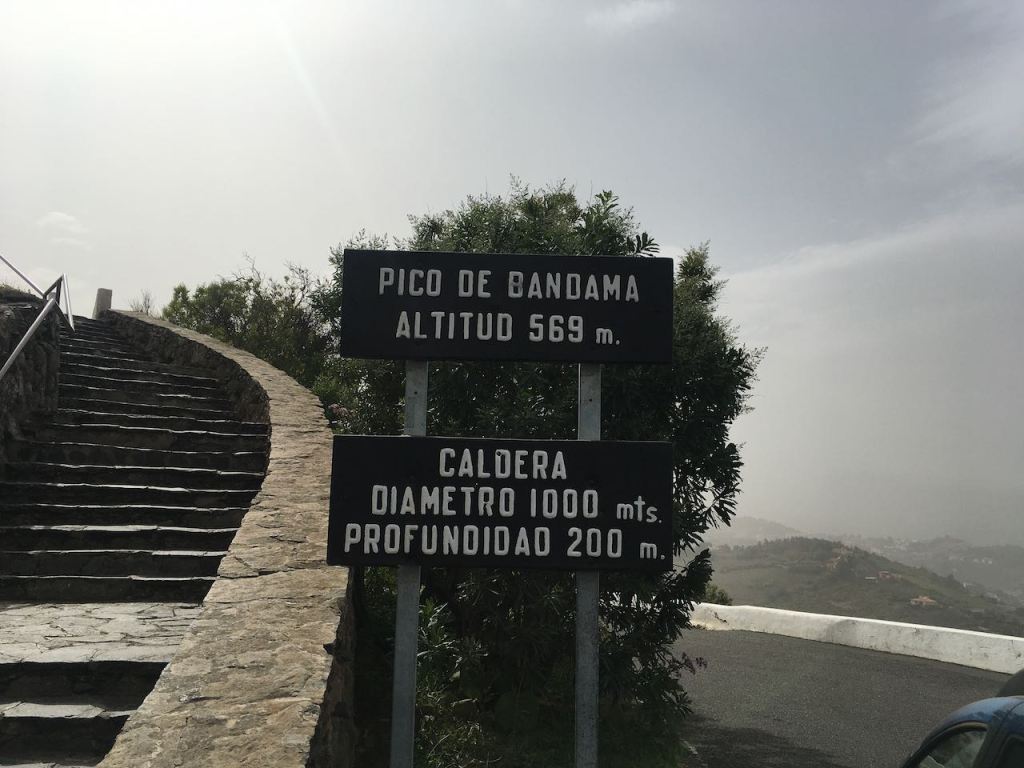 PICO DE BANDAMA
ALTITUD 569 m.
CALDERA
DIAMETRO 1000 mts.
PROFUNDIDAD 200 m.